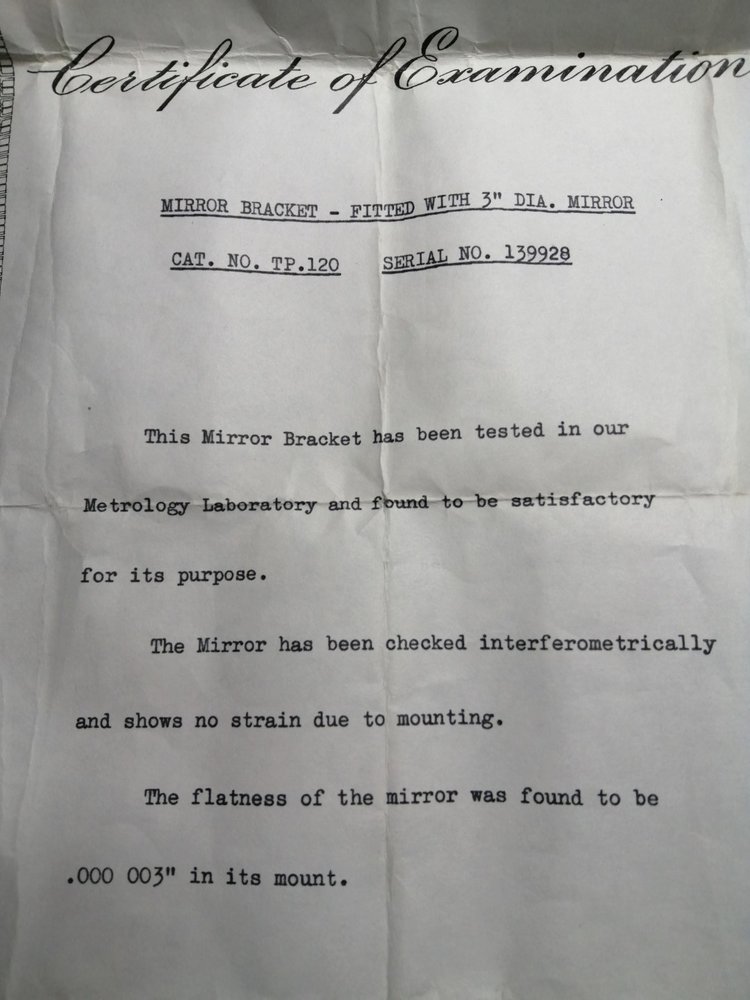 Certificate of Examination
MIRROR BRACKET - FITTED WITH 3" DIA. MIRROR
CAT. NO. TP.120 SERIAL NO. 139928
This Mirror Bracket has been tested in our
Metrology Laboratory and found to be satisfactory
for its purpose.
The Mirror has been checked interferometrically
and shows no strain due to mounting.
The flatness of the mirror was found to be
.000 003" in its mount.